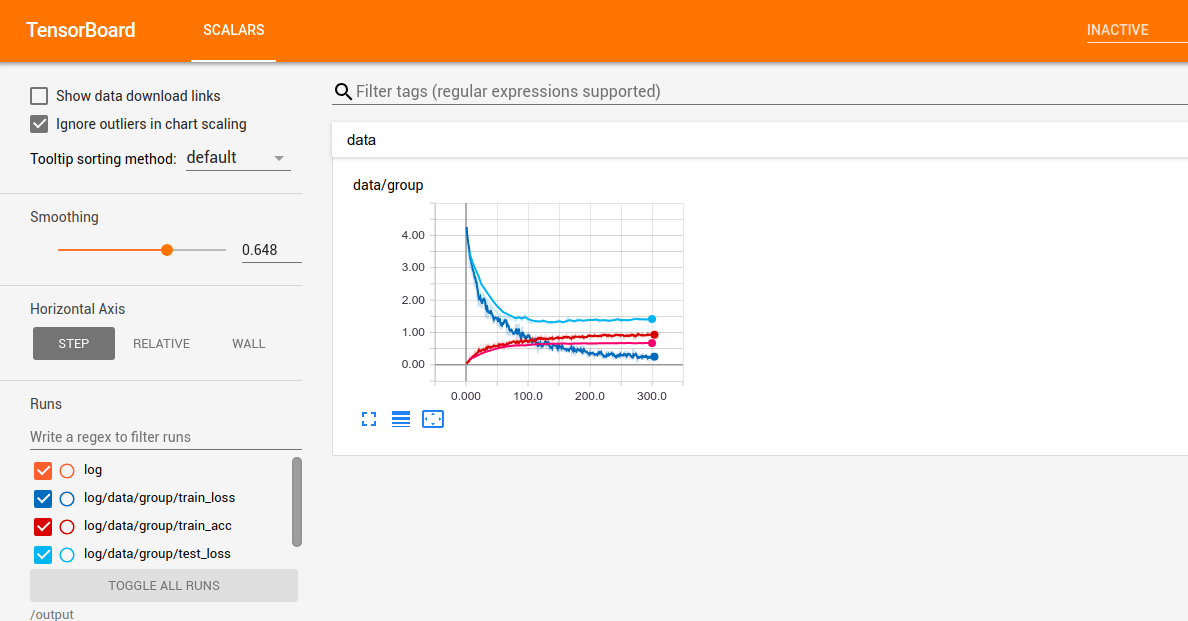 TensorBoard
SCALARS
INACTIVE
Show data download links
Ignore outliers in chart scaling
Tooltip sorting method: default
Smoothing
0.648
Horizontal Axis
STEP RELATIVE WALL
Runs
Write a regex to filter runs
log
log/data/group/train_loss
log/data/group/train_acc
log/data/group/test_loss
TOGGLE ALL RUNS
/output
Filter tags (regular expressions supported)
data
data/group
4.00
3.00
2.00
1.00
0.00
0.000 100.0 200.0 300.0